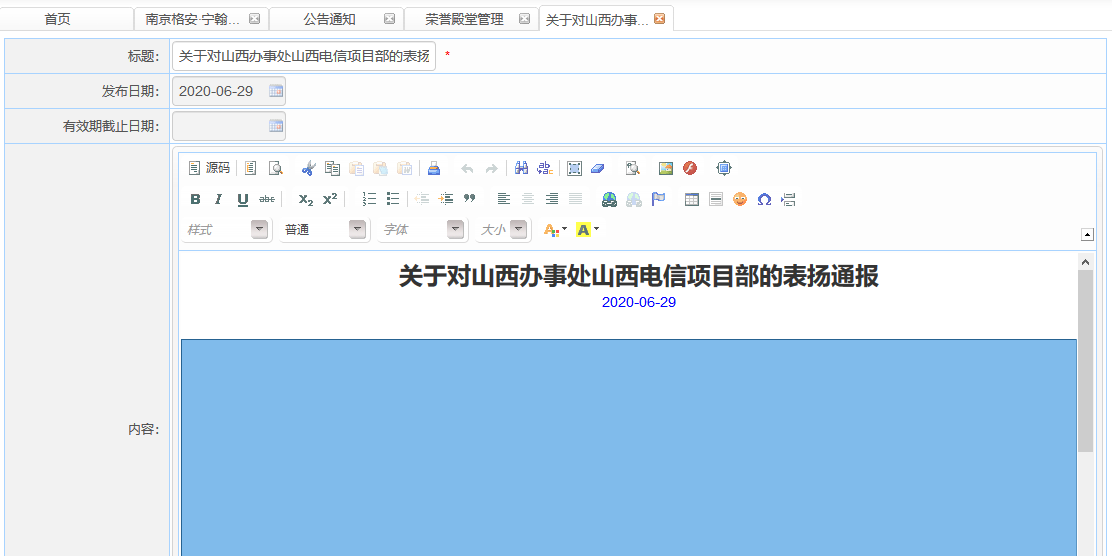 首页
南京格安·宁翰...
公告通知
荣誉殿堂管理
关于对山西办事...
标题:
关于对山西办事处山西电信项目部的表扬
*
发布日期:
2020-06-29
有效期截止日期:
内容:
源码
B I U abc X₂ X²
样式
普通
字体
大小
A
A
关于对山西办事处山西电信项目部的表扬通报
2020-06-29